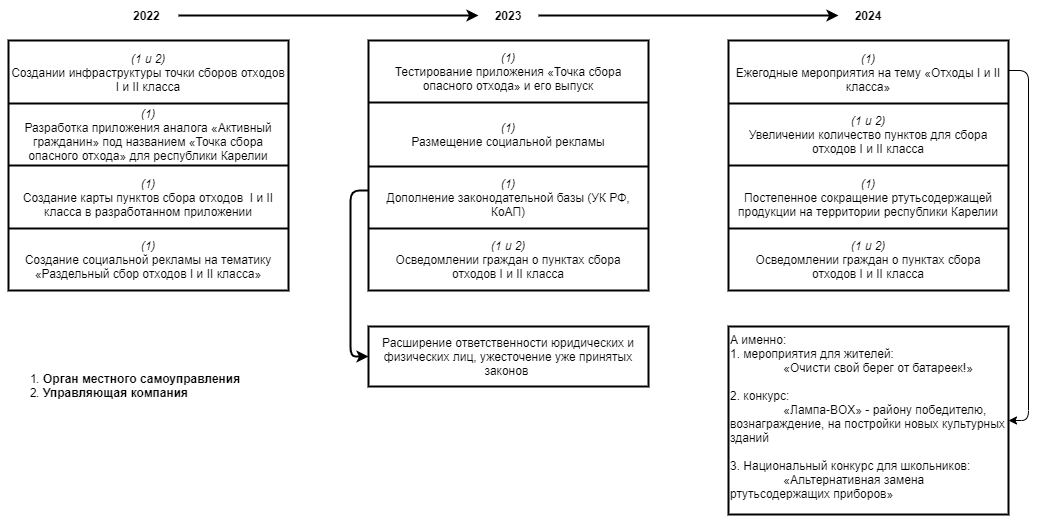 2022
2023
2024
(1 и 2)
Создании инфраструктуры точки сборов отходов
I и II класса
(1)
Разработка приложения аналога «Активный
гражданин» под названием «Точка сбора
опасного отхода» для республики Карелии
(1)
Создание карты пунктов сбора отходов I и II
класса в разработанном приложении
(1)
Создание социальной рекламы на тематику
«Раздельный сбор отходов I и II класса»
(1)
Тестирование приложения «Точка сбора
опасного отхода» и его выпуск
(1)
Размещение социальной рекламы
(1)
Дополнение законодательной базы (УК РФ,
КоАП)
(1 и 2)
Осведомлении граждан о пунктах сбора
отходов I и II класса
Расширение ответственности юридических и
физических лиц, ужесточение уже принятых
законов
(1)
Ежегодные мероприятия на тему «Отходы I и II
класса»
(1 и 2)
Увеличении количество пунктов для сбора
отходов I и II класса
(1)
Постепенное сокращение ртутьсодержащей
продукции на территории республики Карелии
(1 и 2)
Осведомлении граждан о пунктах сбора
отходов I и II класса
А именно:
1. мероприятия для жителей:
«Очисти свой берег от батареек!»
2. конкурс:
«Лампа-BOX» - району победителю,
вознаграждение, на постройки новых культурных
зданий
3. Национальный конкурс для школьников:
«Альтернативная замена
ртутьсодержащих приборов»
1. Орган местного самоуправления
2. Управляющая компания